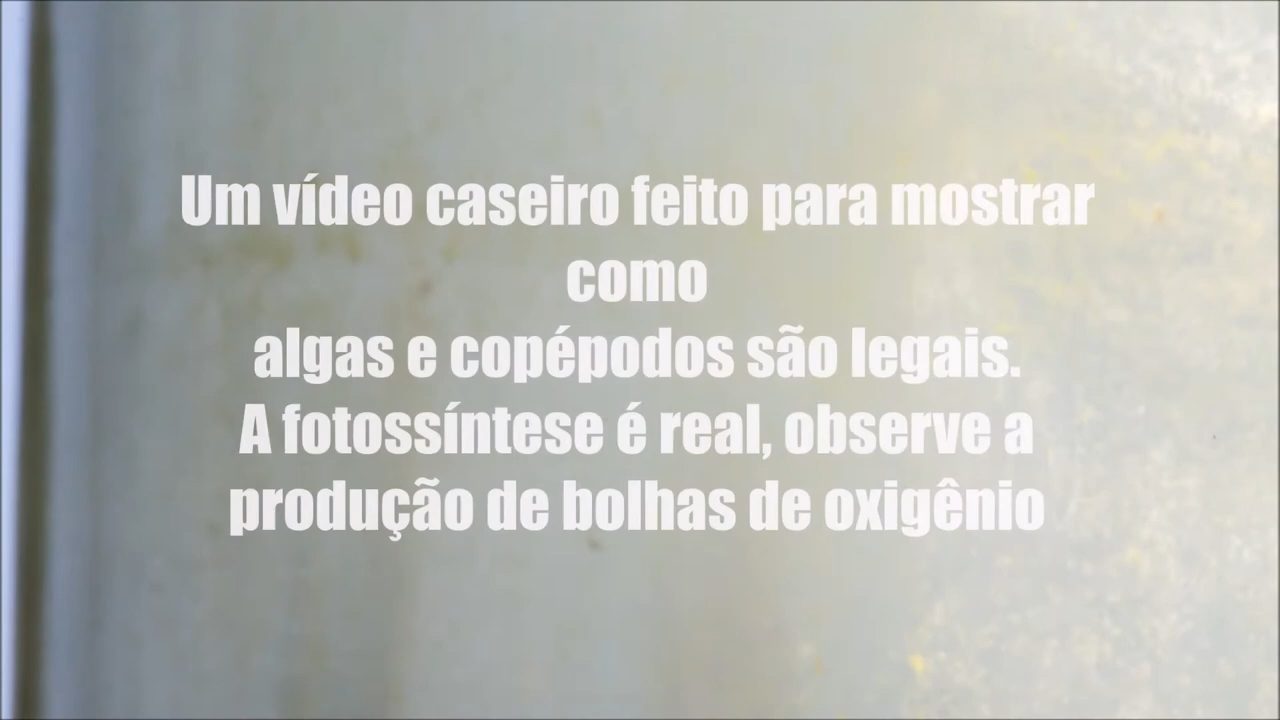 Um vídeo caseiro feito para mostrar
como
algas e copépodos são legais.
A fotossíntese é real, observe a
produção de bolhas de oxigênio